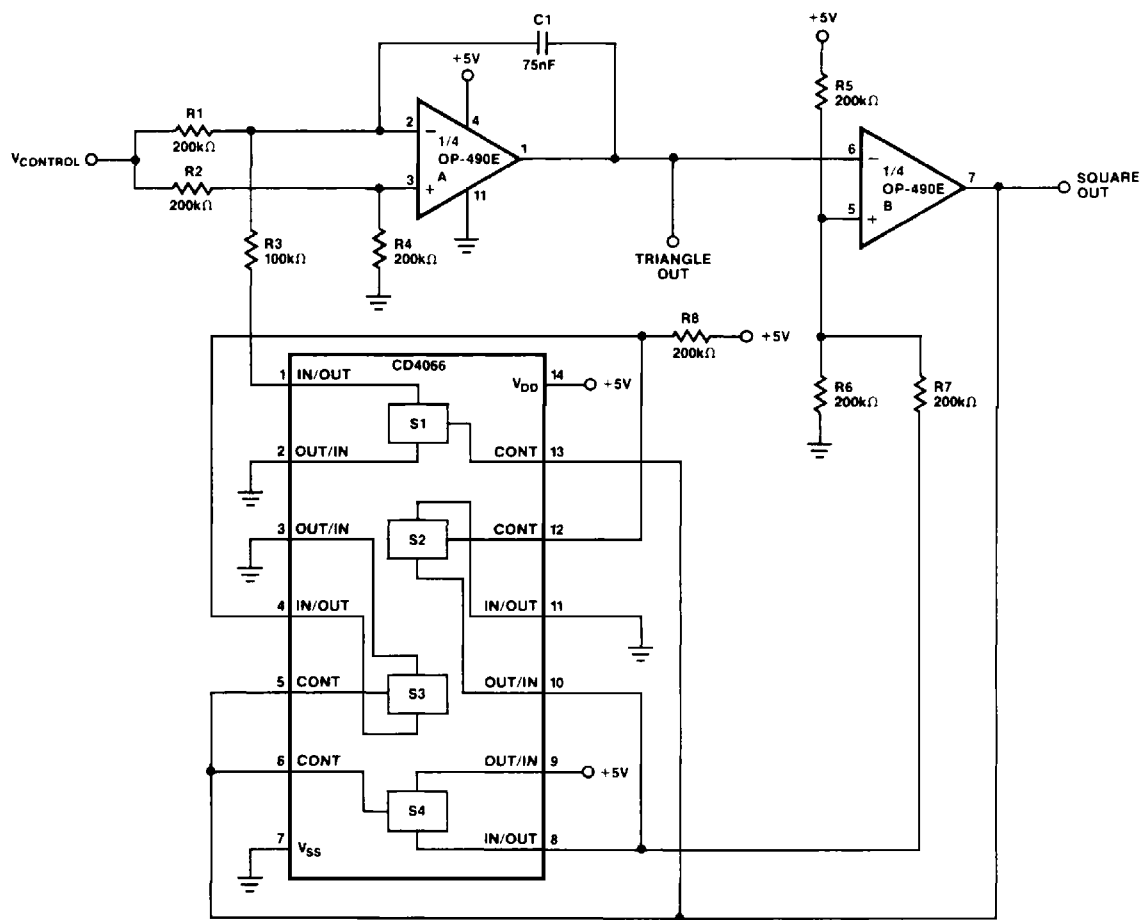 C1
75nF
+5V
+5V
R5
200kΩ
R1
200kΩ
VCONTROL
R2
200kΩ
2
−
3
+
4
1/4
OP-490E
A
11
1
6
−
5
+
1/4
OP-490E
B
7
SQUARE
OUT
R3
100kΩ
R4
200kΩ
TRIANGLE
OUT
R8
200kΩ
+5V
R6
200kΩ
R7
200kΩ
CD4066
1 IN/OUT
VDD 14
+5V
S1
2 OUT/IN
CONT 13
3 OUT/IN
S2
CONT 12
4 IN/OUT
IN/OUT 11
5 CONT
S3
OUT/IN 10
6 CONT
OUT/IN 9
+5V
S4
7 VSS
IN/OUT 8